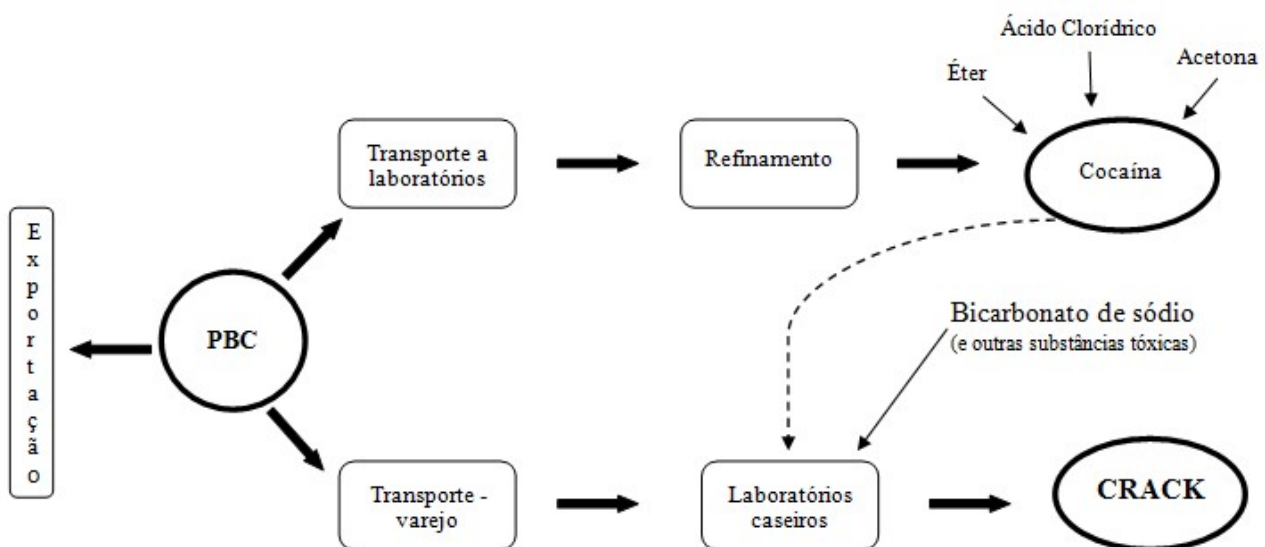 Ácido Clorídrico
Éter
Acetona
Transporte a
laboratórios
Refinamento
Cocaína
Exportação
PBC
Bicarbonato de sódio
(e outras substâncias tóxicas)
Transporte -
varejo
Laboratórios
caseiros
CRACK